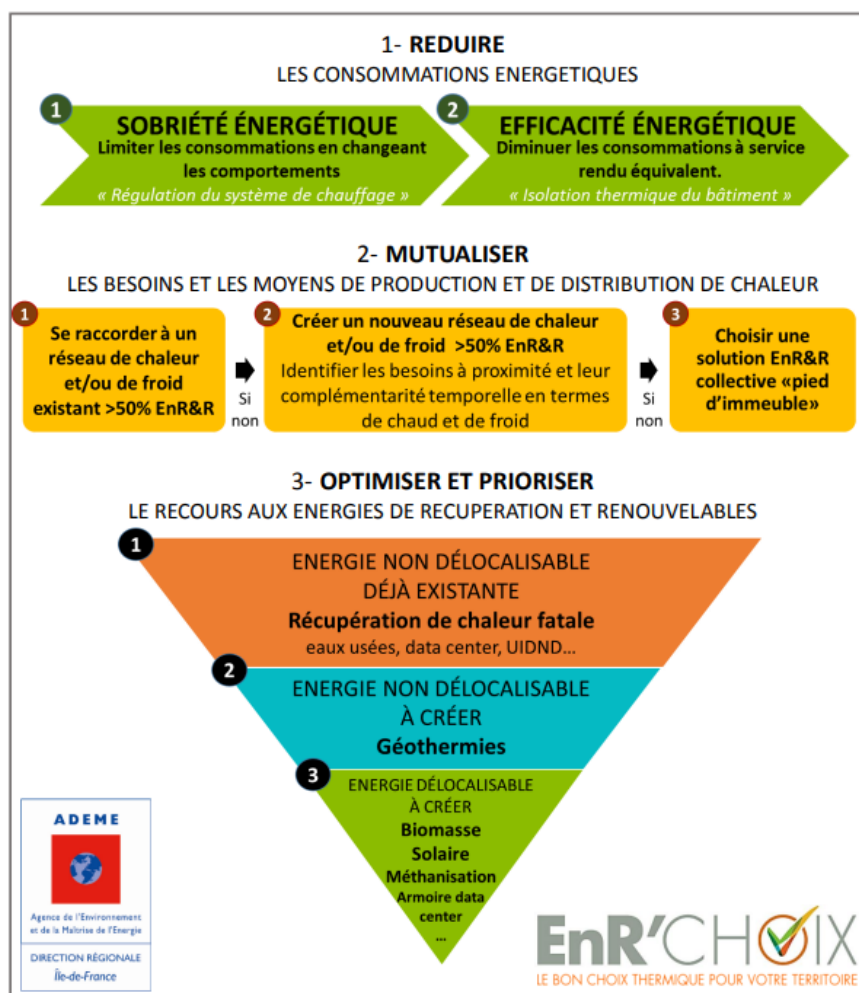 1- REDUIRE
LES CONSOMMATIONS ENERGETIQUES
1
SOBRIÉTÉ ÉNERGÉTIQUE
Limiter les consommations en changeant
les comportements
« Régulation du système de chauffage »
2
EFFICACITÉ ÉNERGÉTIQUE
Diminuer les consommations à service
rendu équivalent.
« Isolation thermique du bâtiment »
2- MUTUALISER
LES BESOINS ET LES MOYENS DE PRODUCTION ET DE DISTRIBUTION DE CHALEUR
1
Se raccorder à un
réseau de chaleur
et/ou de froid
existant >50% EnR&R
Si
non
2
Créer un nouveau réseau de chaleur
et/ou de froid >50% EnR&R
Identifier les besoins à proximité et leur
complémentarité temporelle en termes
de chaud et de froid
Si
non
3
Choisir une
solution EnR&R
collective «pied
d’immeuble»
3- OPTIMISER ET PRIORISER
LE RECOURS AUX ENERGIES DE RECUPERATION ET RENOUVELABLES
1
ENERGIE NON DÉLOCALISABLE
DÉJÀ EXISTANTE
Récupération de chaleur fatale
eaux usées, data center, UIDND…
2
ENERGIE NON DÉLOCALISABLE
À CRÉER
Géothermies
3
ENERGIE DÉLOCALISABLE
À CRÉER
Biomasse
Solaire
Méthanisation
Armoire data
center
…
ADEME
Agence de l'Environnement
et de la Maîtrise de l'Energie
DIRECTION RÉGIONALE
Île-de-France
EnR'CHOIX
LE BON CHOIX THERMIQUE POUR VOTRE TERRITOIRE